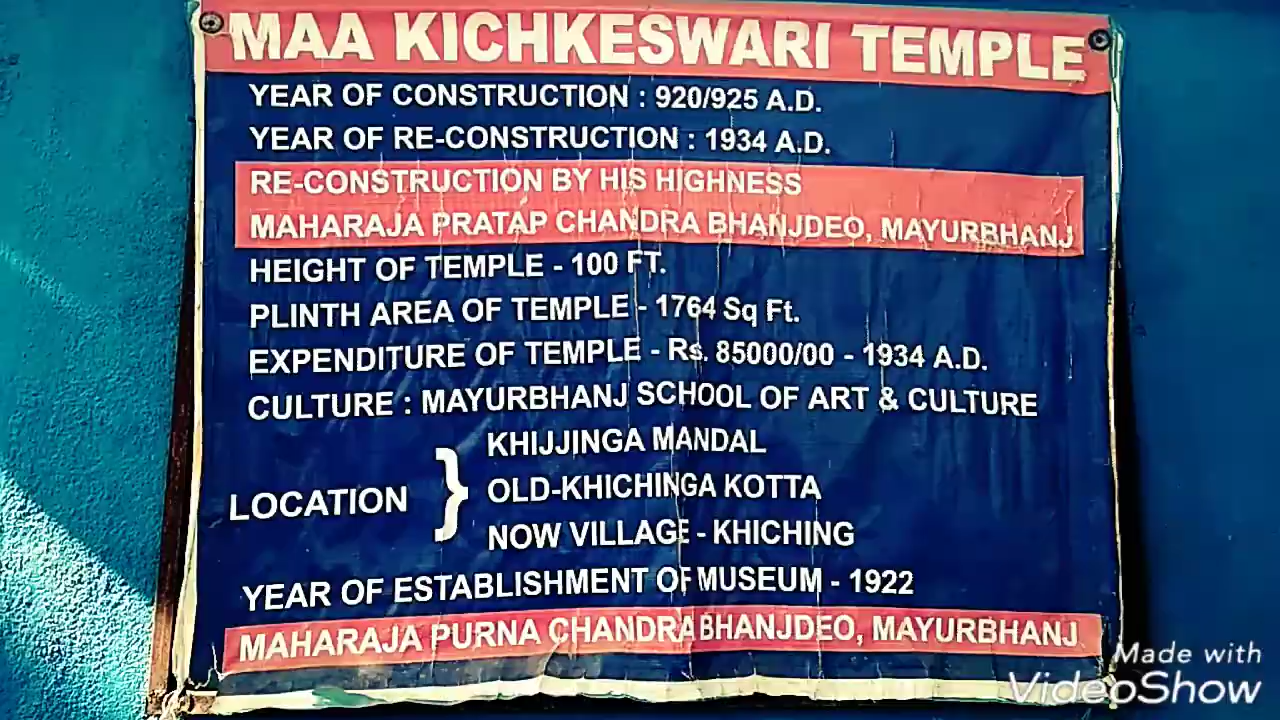 MAA KICHKESWARI TEMPLE
YEAR OF CONSTRUCTION : 920/925 A.D.
YEAR OF RE-CONSTRUCTION : 1934 A.D.
RE-CONSTRUCTION BY HIS HIGHNESS
MAHARAJA PRATAP CHANDRA BHANJDEO, MAYURBHANJ
HEIGHT OF TEMPLE - 100 FT.
PLINTH AREA OF TEMPLE - 1764 Sq Ft.
EXPENDITURE OF TEMPLE - Rs. 85000/00 - 1934 A.D.
CULTURE : MAYURBHANJ SCHOOL OF ART & CULTURE
LOCATION } KHIJJINGA MANDAL
OLD-KHICHINGA KOTTA
NOW VILLAGE - KHICHING
YEAR OF ESTABLISHMENT OF MUSEUM - 1922
MAHARAJA PURNA CHANDRA BHANJDEO, MAYURBHANJ
Made with
VideoShow